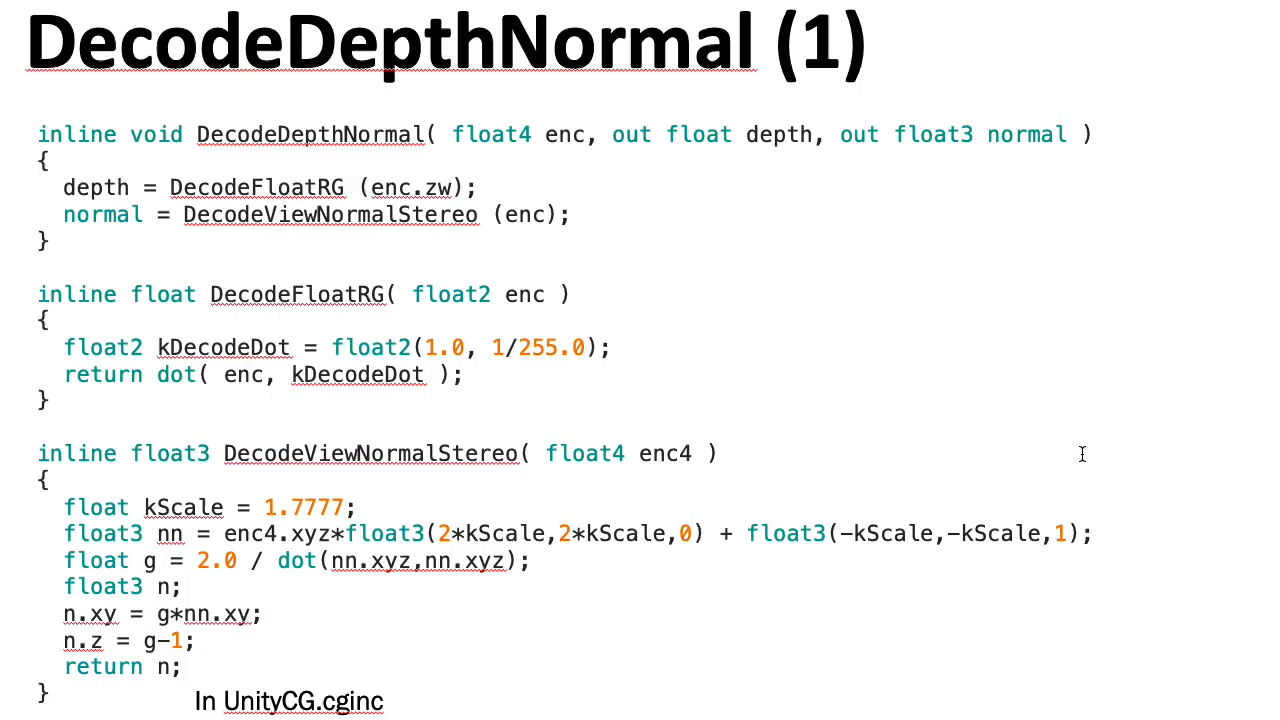 DecodeDepthNormal (1)
inline void DecodeDepthNormal( float4 enc, out float depth, out float3 normal )
{
  depth = DecodeFloatRG (enc.zw);
  normal = DecodeViewNormalStereo (enc);
}
inline float DecodeFloatRG( float2 enc )
{
  float2 kDecodeDot = float2(1.0, 1/255.0);
  return dot( enc, kDecodeDot );
}
inline float3 DecodeViewNormalStereo( float4 enc4 )
{
  float kScale = 1.7777;
  float3 nn = enc4.xyz*float3(2*kScale,2*kScale,0) + float3(-kScale,-kScale,1);
  float g = 2.0 / dot(nn.xyz,nn.xyz);
  float3 n;
  n.xy = g*nn.xy;
  n.z = g-1;
  return n;
}
In UnityCG.cginc